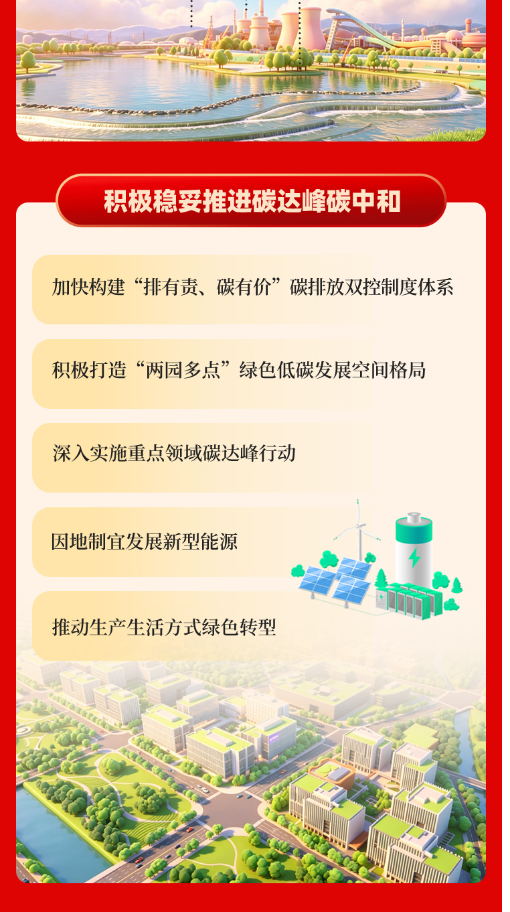 积极稳妥推进碳达峰碳中和
加快构建“排有责、碳有价”碳排放双控制度体系
积极打造“两园多点”绿色低碳发展空间格局
深入实施重点领域碳达峰行动
因地制宜发展新型能源
推动生产生活方式绿色转型